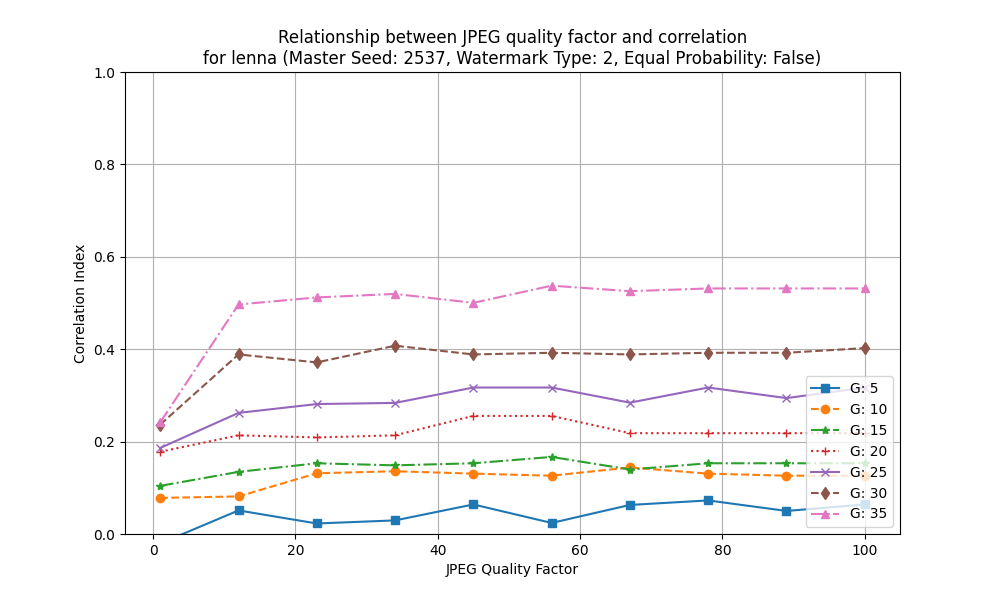 Relationship between JPEG quality factor and correlation
for lenna (Master Seed: 2537, Watermark Type: 2, Equal Probability: False)
1.0
0.8
0.6
0.4
0.2
0.0
Correlation Index
0
20
40
60
80
100
JPEG Quality Factor
G: 5
G: 10
G: 15
G: 20
G: 25
G: 30
G: 35